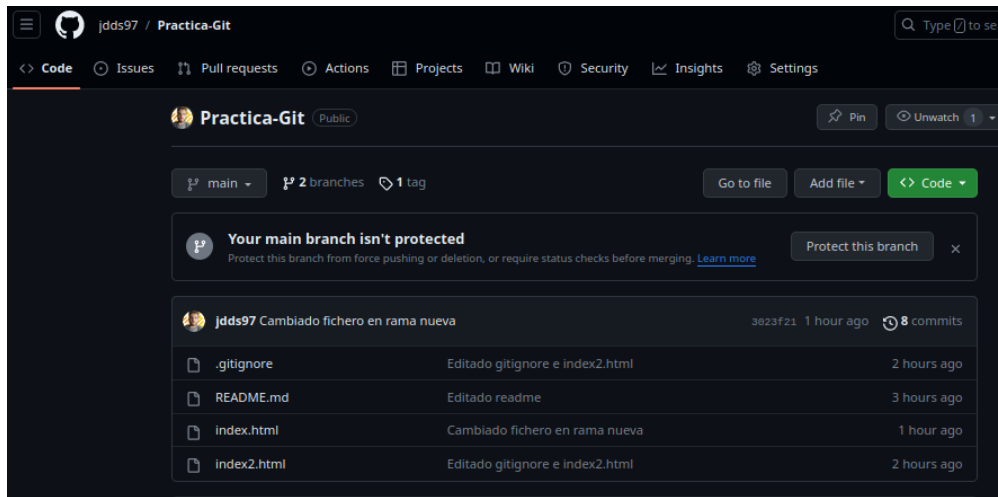 jdds97 / Practica-Git
Type / to se
<> Code Issues Pull requests Actions Projects Wiki Security Insights Settings
Practica-Git Public Pin Unwatch 1
main 2 branches 1 tag Go to file Add file <> Code
Your main branch isn't protected
Protect this branch from force pushing or deletion, or require status checks before merging. Learn more
Protect this branch
jdds97 Cambiado fichero en rama nueva 3023f21 1 hour ago 8 commits
.gitignore Editado gitignore e index2.html 2 hours ago
README.md Editado readme 3 hours ago
index.html Cambiado fichero en rama nueva 1 hour ago
index2.html Editado gitignore e index2.html 2 hours ago